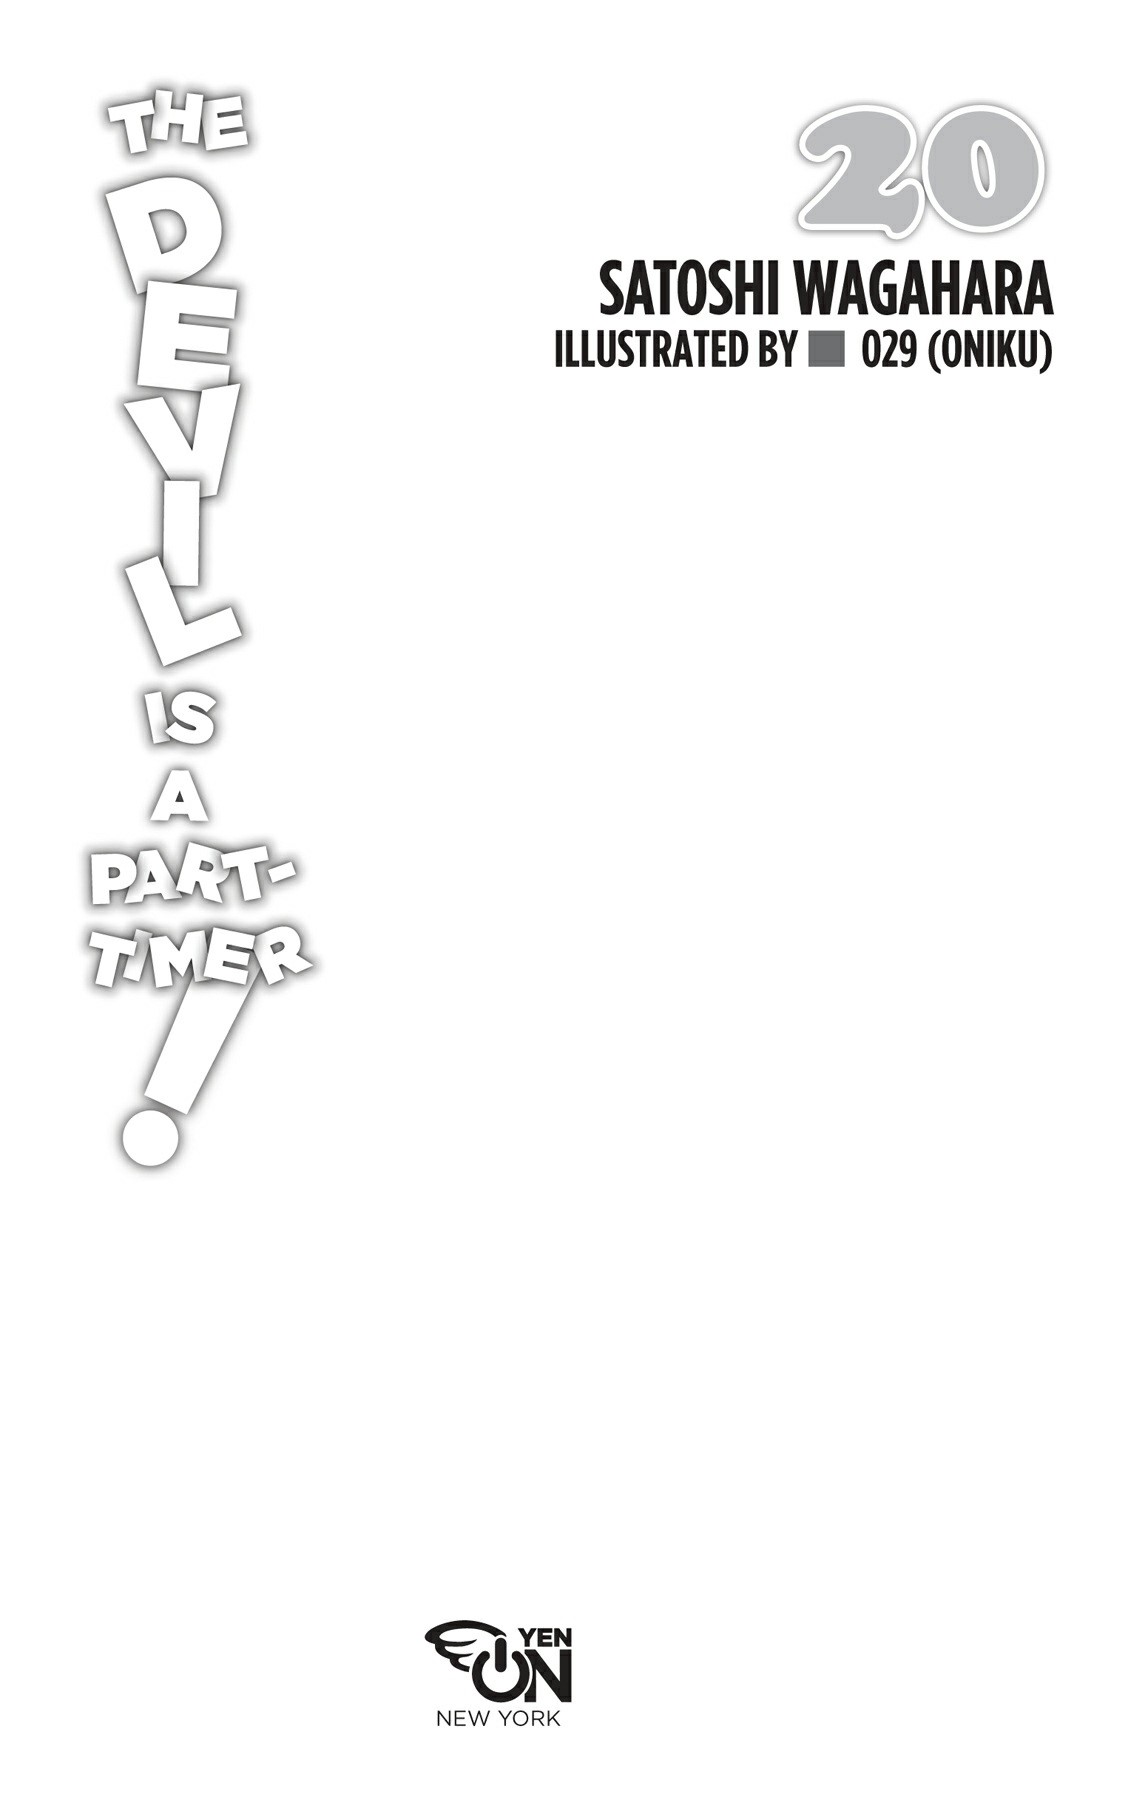 THE
DEVIL
IS
A
PART-
TIMER
!
20
SATOSHI WAGAHARA
ILLUSTRATED BY ■ 029 (ONIKU)
YEN
ON
NEW YORK